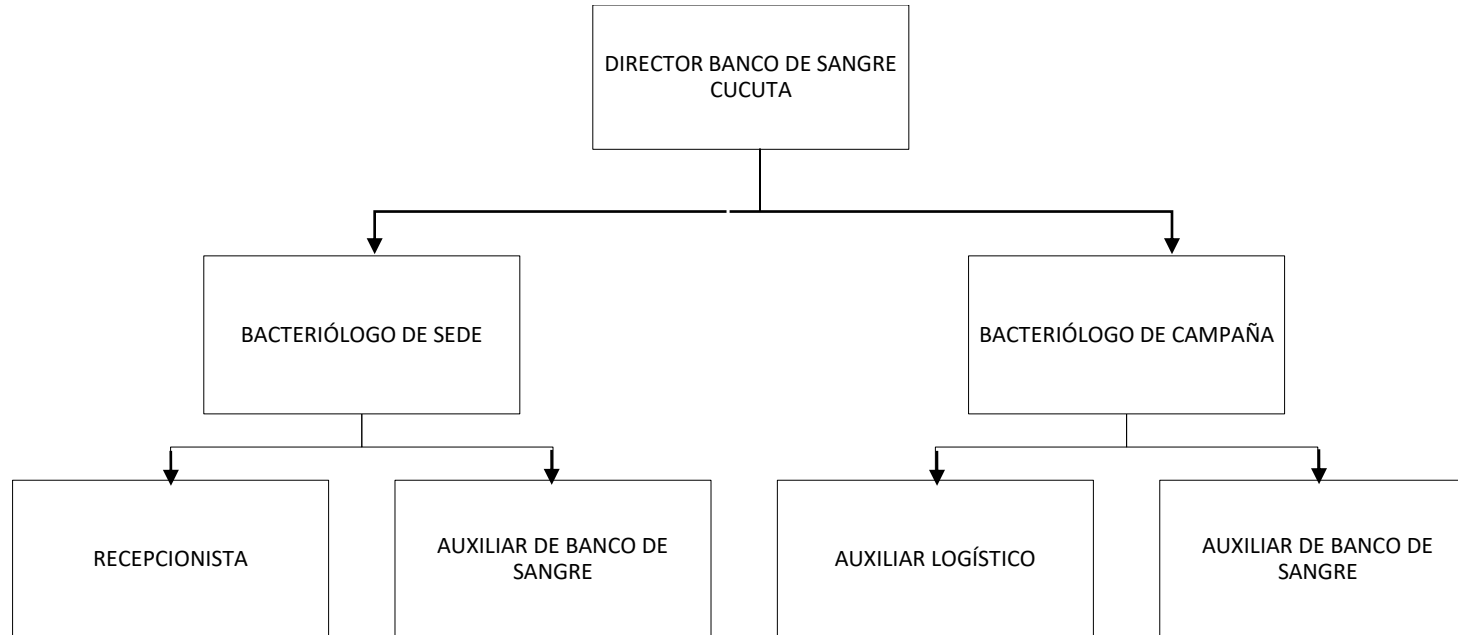 DIRECTOR BANCO DE SANGRE
CUCUTA
BACTERIÓLOGO DE SEDE
BACTERIÓLOGO DE CAMPAÑA
RECEPCIONISTA
AUXILIAR DE BANCO DE
SANGRE
AUXILIAR LOGÍSTICO
AUXILIAR DE BANCO DE
SANGRE